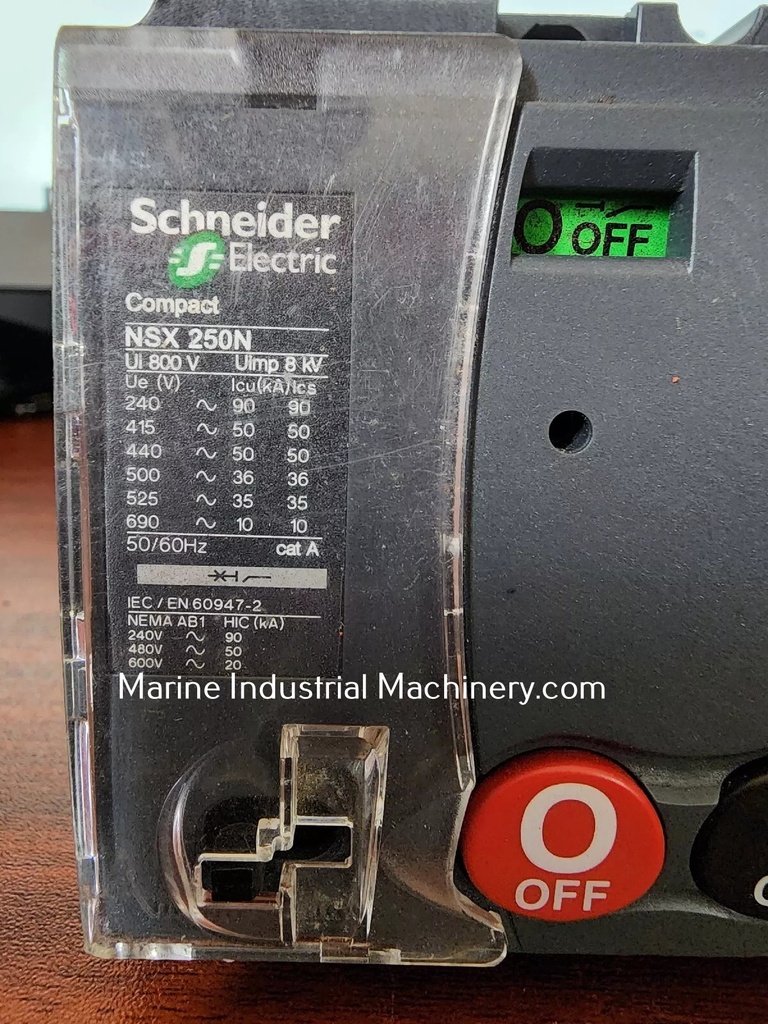 Schneider
Electric
Compact
NSX 250N
Ui 800 V Uimp 8 kV
Ue (V) Icu(kA)/Ics
240 ~ 90 90
415 ~ 50 50
440 ~ 50 50
500 ~ 36 36
525 ~ 35 35
690 ~ 10 10
50/60Hz cat A
IEC / EN 60947-2
NEMA AB1 HIC (kA)
240V ~ 90
480V ~ 50
600V ~ 20
Marine Industrial Machinery.com
O OFF
O
OFF